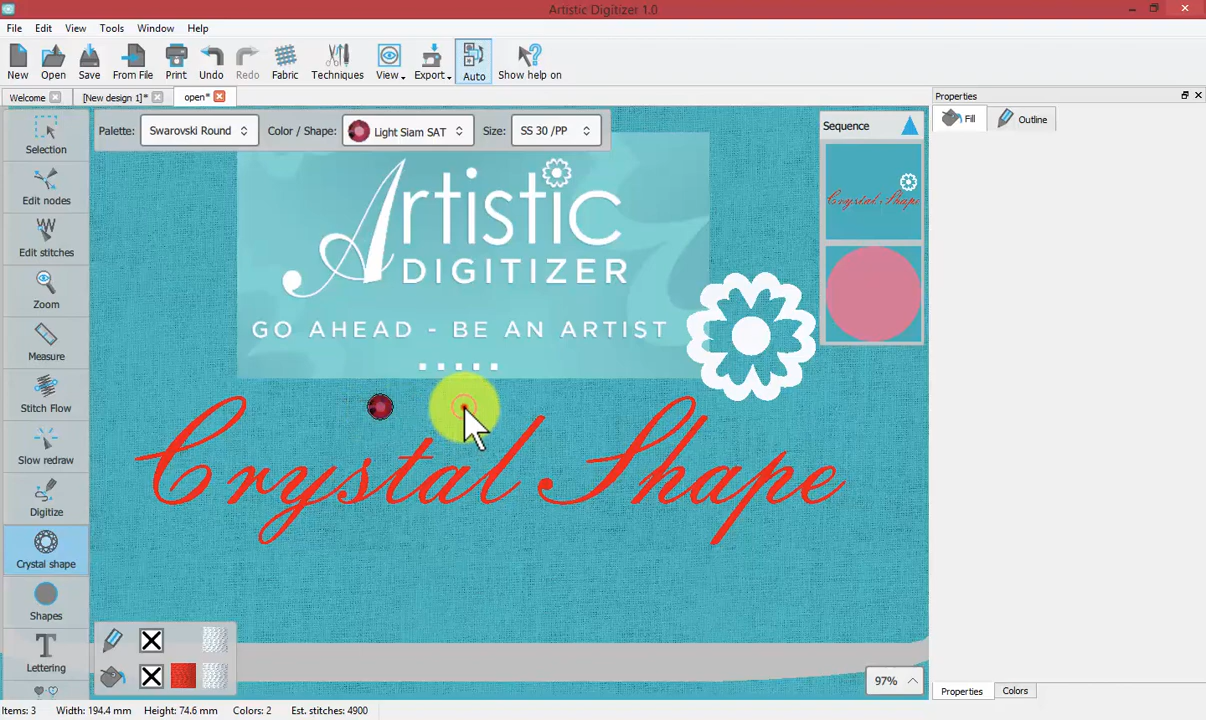 Artistic Digitizer 1.0
File Edit View Tools Window Help
New Open Save From File Print Undo Redo Fabric Techniques View Export Auto Show help on
Welcome [New design 1]* open*
Properties
Fill Outline
Palette: Swarovski Round Color / Shape: Light Siam SAT Size: SS 30 /PP
Sequence
Selection
Edit nodes
Edit stitches
Zoom
Measure
Stitch Flow
Slow redraw
Digitize
Crystal shape
Shapes
Lettering
Artistic
DIGITIZER
GO AHEAD - BE AN ARTIST
Crystal Shape
Crystal Shape
97%
Properties Colors
Items: 3 Width: 194.4 mm Height: 74.6 mm Colors: 2 Est. stitches: 4900